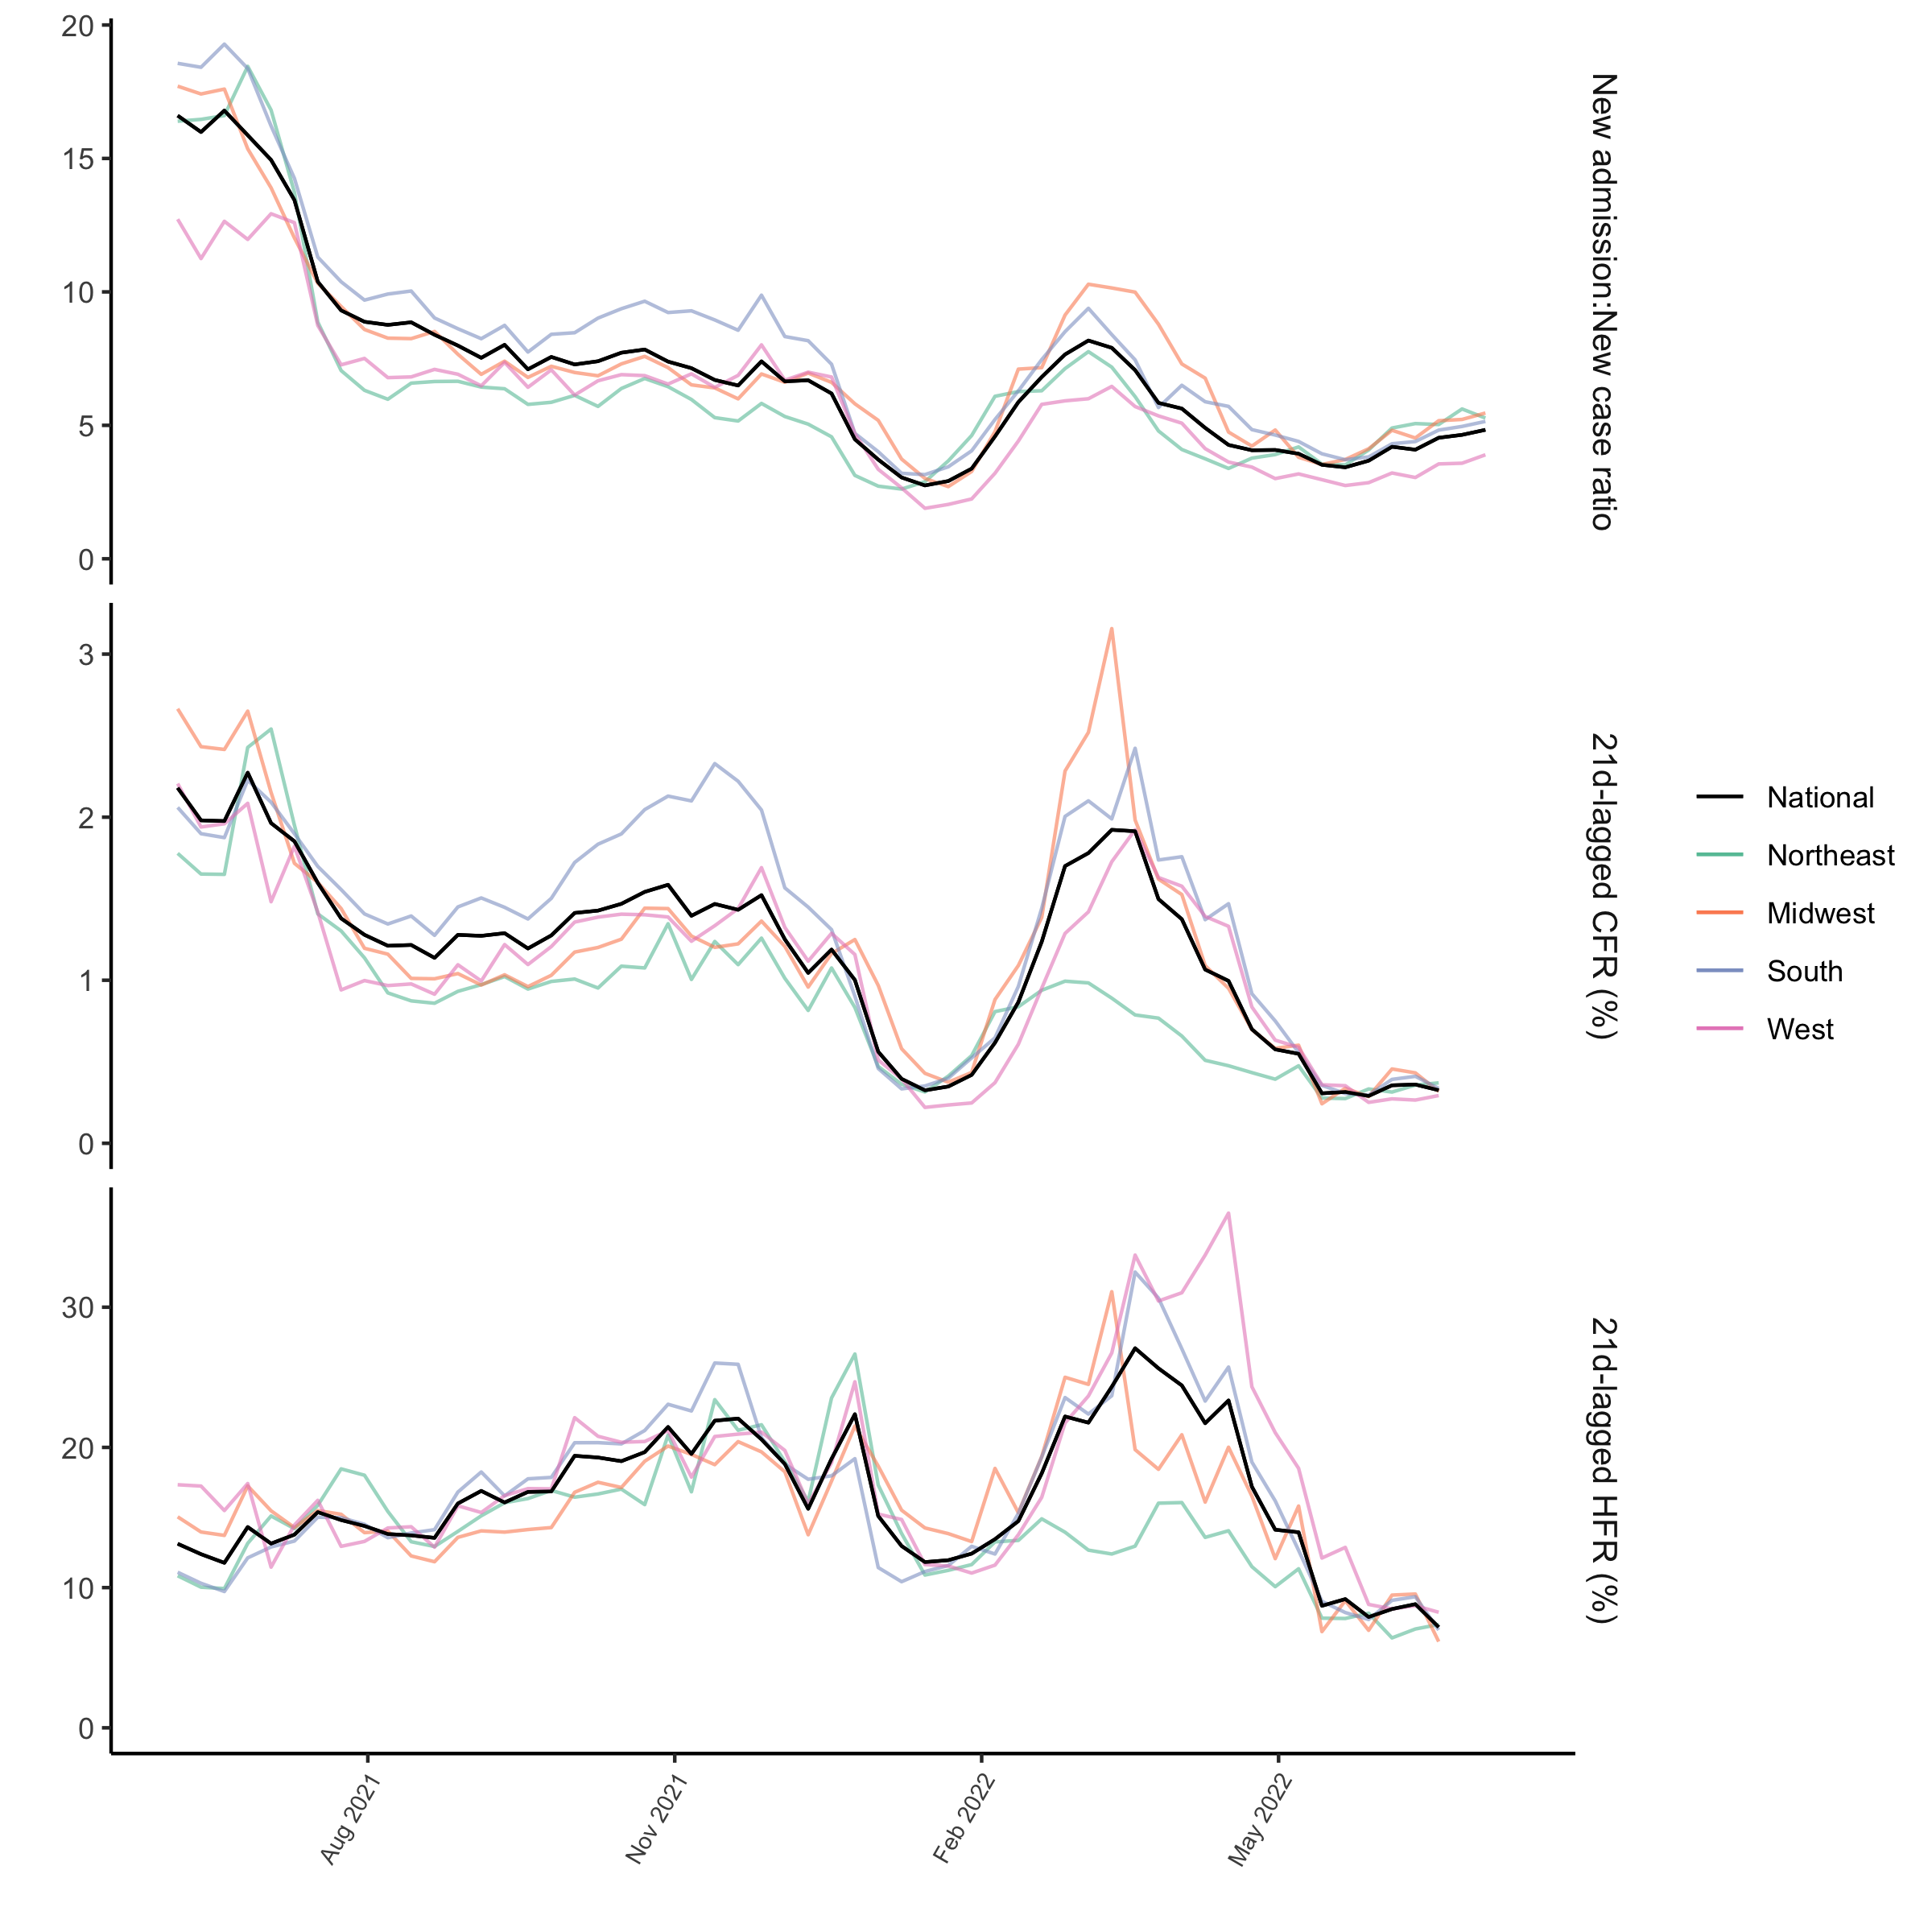 20
15
10
5
0
New admission::New case ratio
3
2
1
0
21d-lagged CFR (%)
30
20
10
0
21d-lagged HFR (%)
Aug 2021
Nov 2021
Feb 2022
May 2022
National
Northeast
Midwest
South
West